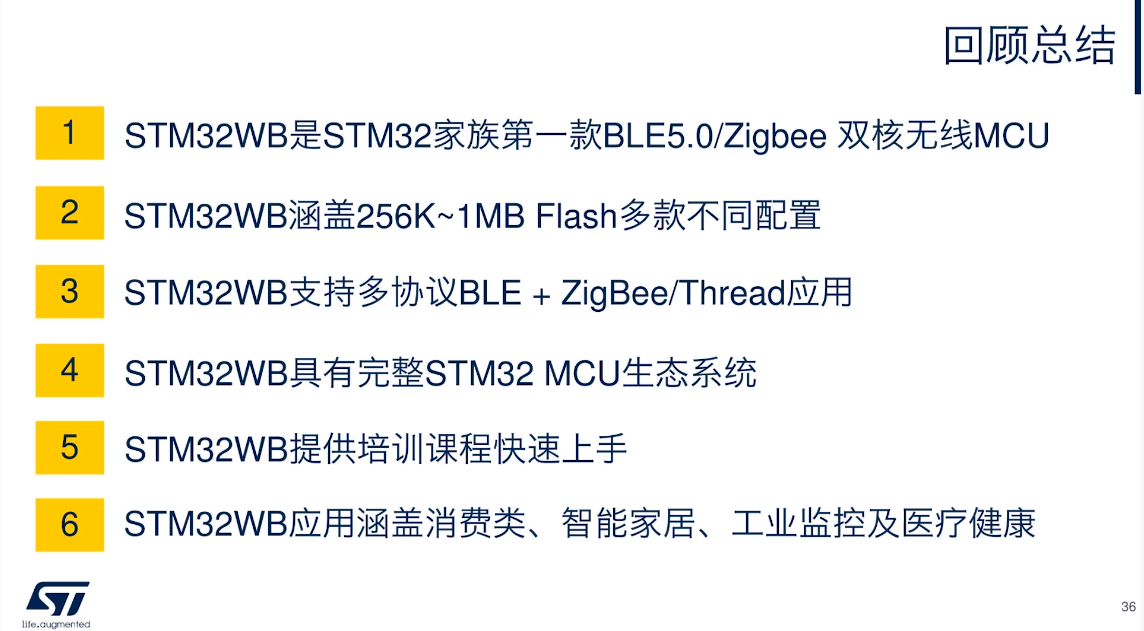 回顾总结
1 STM32WB是STM32家族第一款BLE5.0/Zigbee 双核无线MCU
2 STM32WB涵盖256K~1MB Flash多款不同配置
3 STM32WB支持多协议BLE + ZigBee/Thread应用
4 STM32WB具有完整STM32 MCU生态系统
5 STM32WB提供培训课程快速上手
6 STM32WB应用涵盖消费类、智能家居、工业监控及医疗健康
ST
life.augmented
36